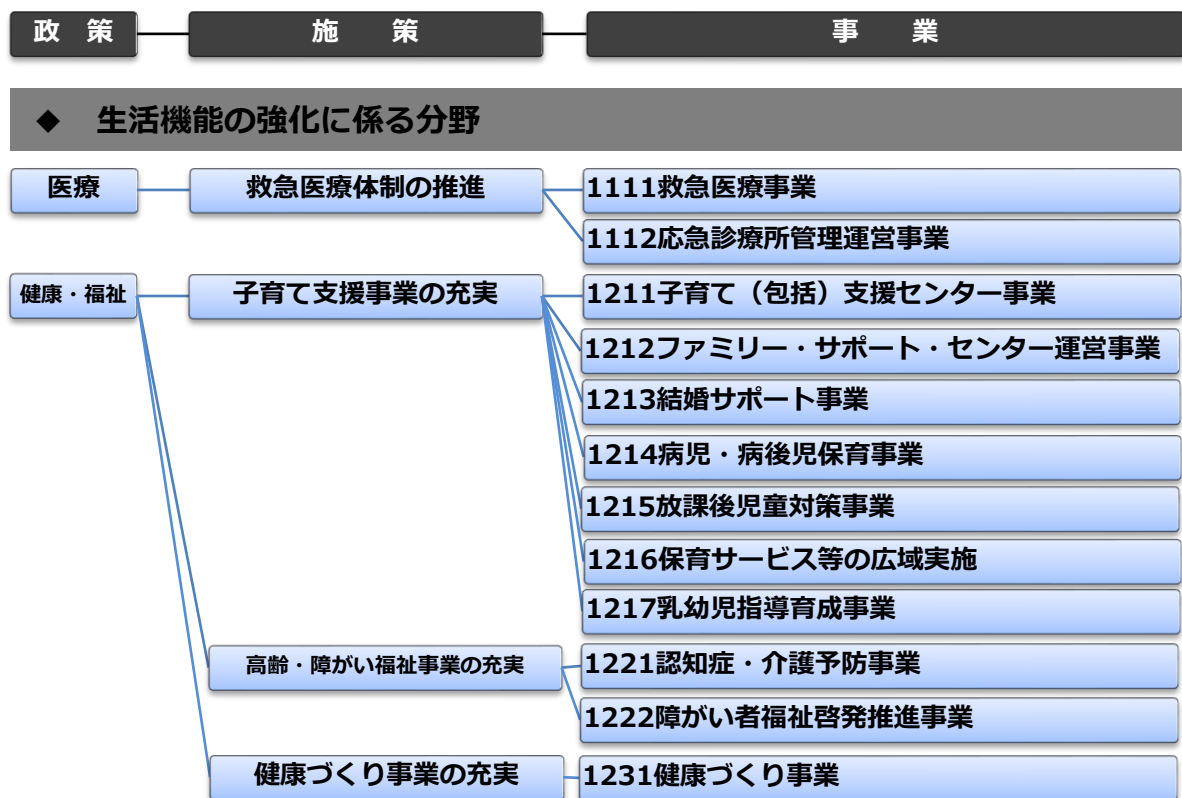 政 策 施 策 事 業
◆ 生活機能の強化に係る分野
医療 救急医療体制の推進 1111救急医療事業
1112応急診療所管理運営事業
健康・福祉 子育て支援事業の充実 1211子育て（包括）支援センター事業
1212ファミリー・サポート・センター運営事業
1213結婚サポート事業
1214病児・病後児保育事業
1215放課後児童対策事業
1216保育サービス等の広域実施
1217乳幼児指導育成事業
高齢・障がい福祉事業の充実 1221認知症・介護予防事業
1222障がい者福祉啓発推進事業
健康づくり事業の充実 1231健康づくり事業